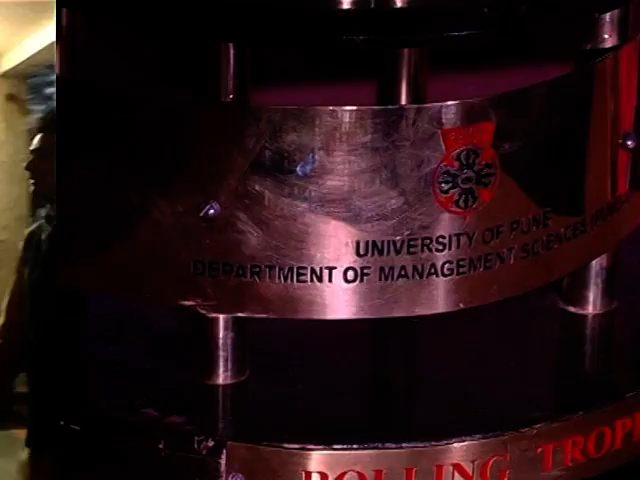 UNIVERSITY OF PUNE
DEPARTMENT OF MANAGEMENT SCIENCES
ROLLING TROPH